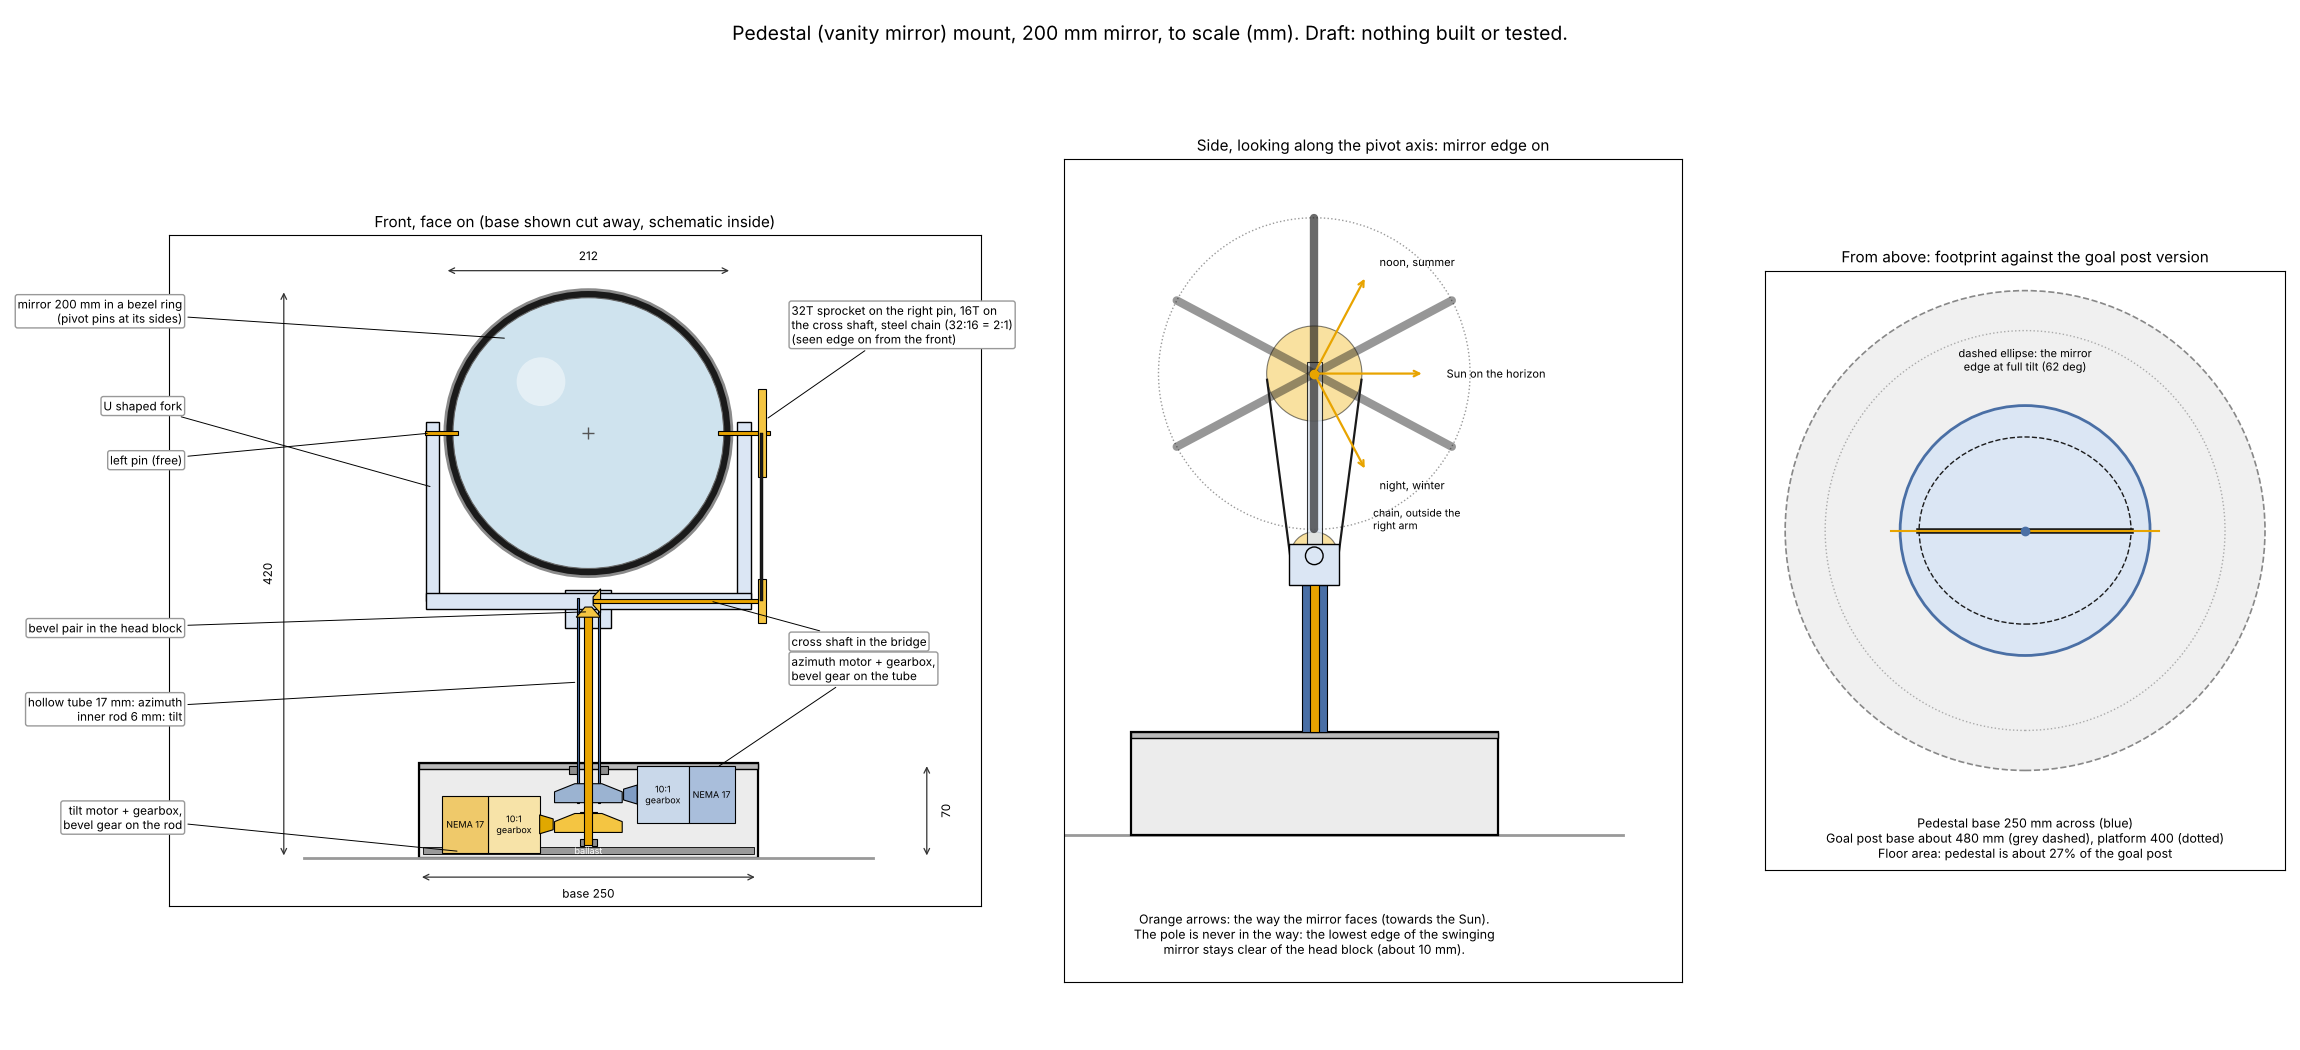 Pedestal (vanity mirror) mount, 200 mm mirror, to scale (mm). Draft: nothing built or tested.
Front, face on (base shown cut away, schematic inside)
212
mirror 200 mm in a bezel ring
(pivot pins at its sides)
32T sprocket on the right pin, 16T on
the cross shaft, steel chain (32:16 = 2:1)
(seen edge on from the front)
U shaped fork
left pin (free)
420
bevel pair in the head block
cross shaft in the bridge
azimuth motor + gearbox,
bevel gear on the tube
hollow tube 17 mm: azimuth
inner rod 6 mm: tilt
10:1
gearbox
NEMA 17
tilt motor + gearbox,
bevel gear on the rod
NEMA 17
10:1
gearbox
70
ballast
base 250
Side, looking along the pivot axis: mirror edge on
noon, summer
Sun on the horizon
night, winter
chain, outside the
right arm
Orange arrows: the way the mirror faces (towards the Sun).
The pole is never in the way: the lowest edge of the swinging
mirror stays clear of the head block (about 10 mm).
From above: footprint against the goal post version
dashed ellipse: the mirror
edge at full tilt (62 deg)
Pedestal base 250 mm across (blue)
Goal post base about 480 mm (grey dashed), platform 400 (dotted)
Floor area: pedestal is about 27% of the goal post